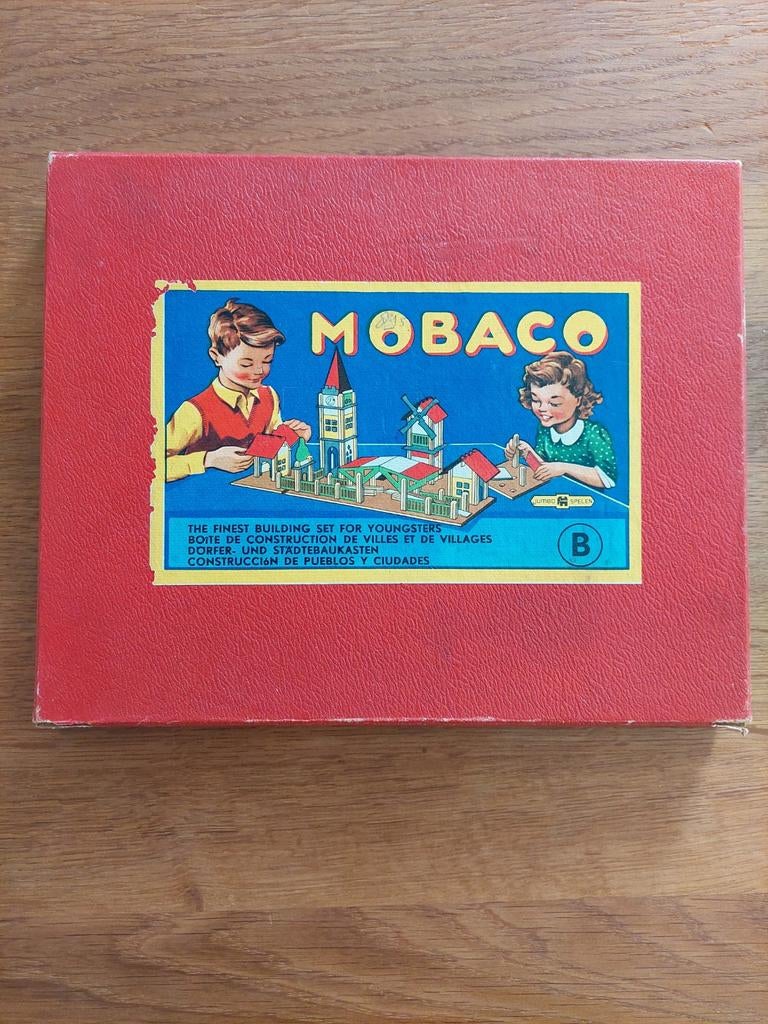 MOBACO
JUMBO SPELEN
THE FINEST BUILDING SET FOR YOUNGSTERS
BOITE DE CONSTRUCTION DE VILLES ET DE VILLAGES
DÖRFER- UND STÄDTEBAUKASTEN
CONSTRUCCIÓN DE PUEBLOS Y CIUDADES
B